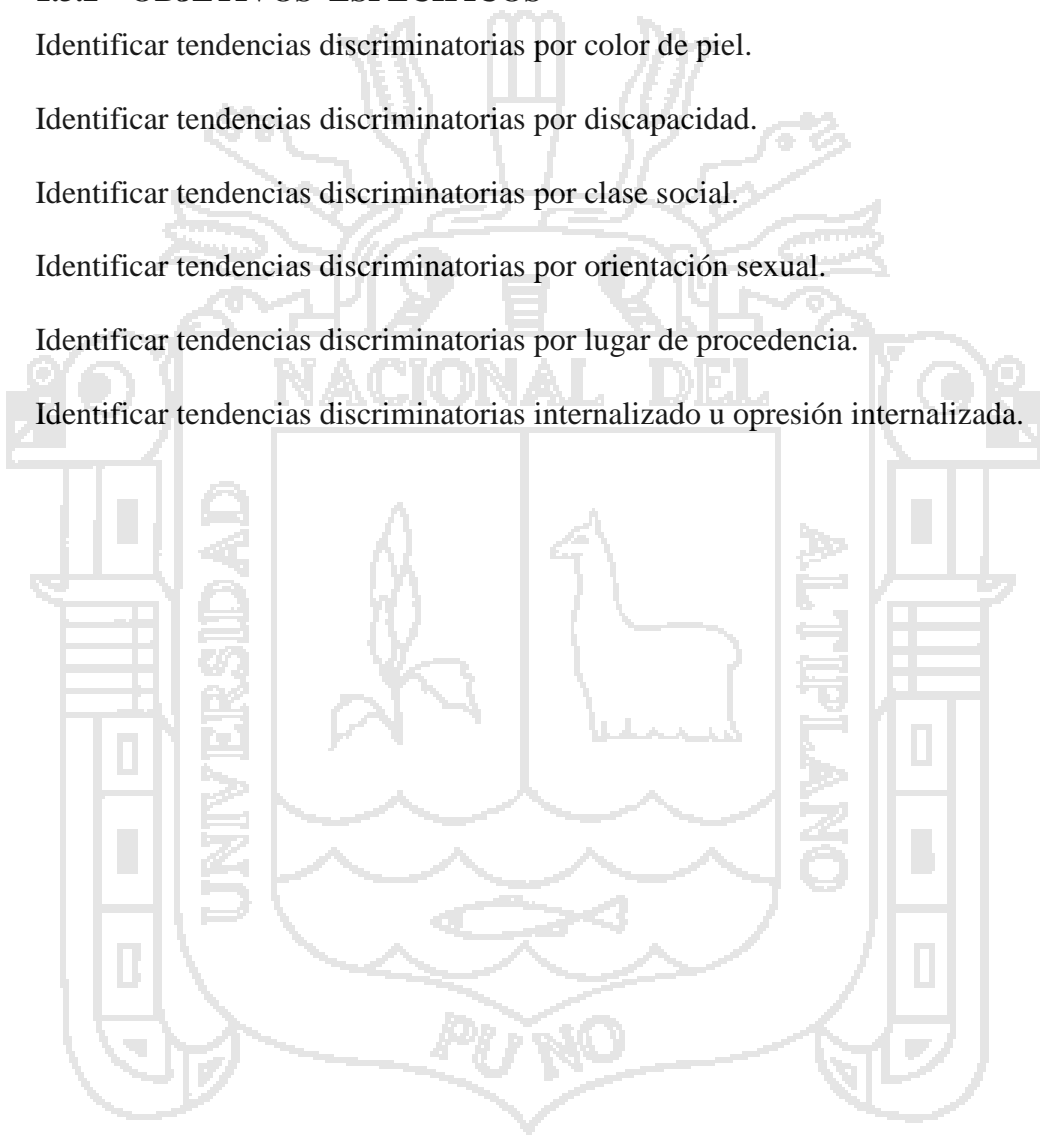 OBJETIVOS ESPECÍFICOS
Identificar tendencias discriminatorias por color de piel.
Identificar tendencias discriminatorias por discapacidad.
Identificar tendencias discriminatorias por clase social.
Identificar tendencias discriminatorias por orientación sexual.
Identificar tendencias discriminatorias por lugar de procedencia.
Identificar tendencias discriminatorias internalizado u opresión internalizada.
NACIONAL DEL
UNIVERSIDAD
ALTIPLANO
PUNO